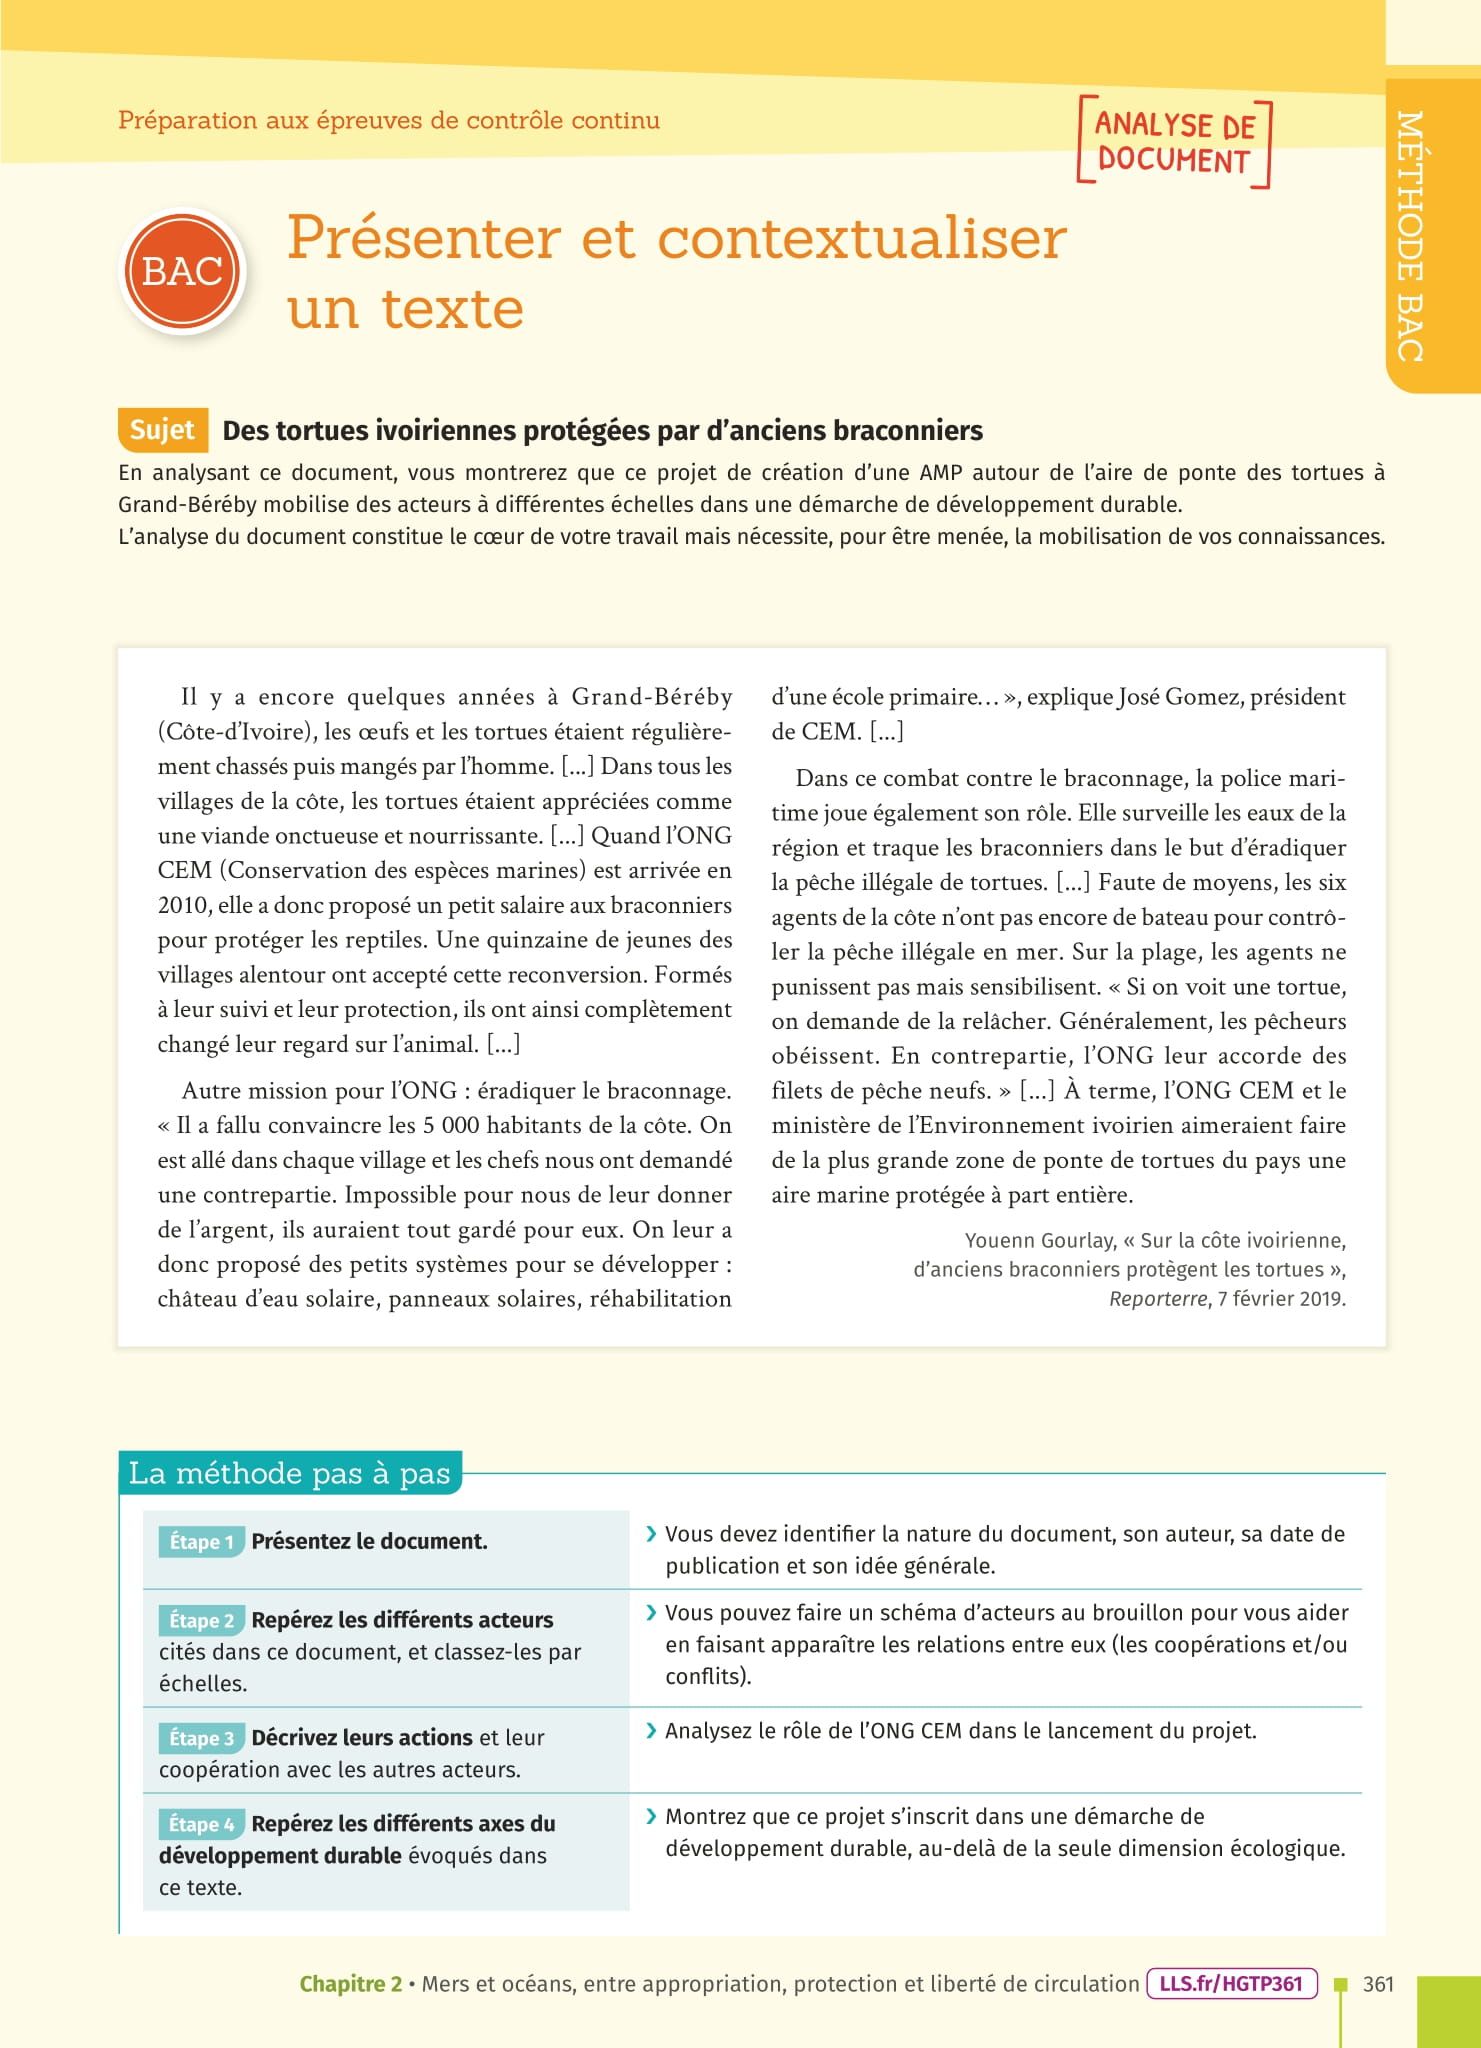 Préparation aux épreuves de contrôle continu
ANALYSE DE
DOCUMENT
MÉTHODE BAC
BAC
Présenter et contextualiser
un texte
Sujet Des tortues ivoiriennes protégées par d’anciens braconniers
En analysant ce document, vous montrerez que ce projet de création d’une AMP autour de l’aire de ponte des tortues à
Grand-Béréby mobilise des acteurs à différentes échelles dans une démarche de développement durable.
L’analyse du document constitue le cœur de votre travail mais nécessite, pour être menée, la mobilisation de vos connaissances.
Il y a encore quelques années à Grand-Béréby
(Côte-d’Ivoire), les œufs et les tortues étaient régulière-
ment chassés puis mangés par l’homme. [...] Dans tous les
villages de la côte, les tortues étaient appréciées comme
une viande onctueuse et nourrissante. [...] Quand l’ONG
CEM (Conservation des espèces marines) est arrivée en
2010, elle a donc proposé un petit salaire aux braconniers
pour protéger les reptiles. Une quinzaine de jeunes des
villages alentour ont accepté cette reconversion. Formés
à leur suivi et leur protection, ils ont ainsi complètement
changé leur regard sur l’animal. [...]
Autre mission pour l’ONG : éradiquer le braconnage.
« Il a fallu convaincre les 5 000 habitants de la côte. On
est allé dans chaque village et les chefs nous ont demandé
une contrepartie. Impossible pour nous de leur donner
de l’argent, ils auraient tout gardé pour eux. On leur a
donc proposé des petits systèmes pour se développer :
château d’eau solaire, panneaux solaires, réhabilitation
d’une école primaire… », explique José Gomez, président
de CEM. [...]
Dans ce combat contre le braconnage, la police mari-
time joue également son rôle. Elle surveille les eaux de la
région et traque les braconniers dans le but d’éradiquer
la pêche illégale de tortues. [...] Faute de moyens, les six
agents de la côte n’ont pas encore de bateau pour contrô-
ler la pêche illégale en mer. Sur la plage, les agents ne
punissent pas mais sensibilisent. « Si on voit une tortue,
on demande de la relâcher. Généralement, les pêcheurs
obéissent. En contrepartie, l’ONG leur accorde des
filets de pêche neufs. » [...] À terme, l’ONG CEM et le
ministère de l’Environnement ivoirien aimeraient faire
de la plus grande zone de ponte de tortues du pays une
aire marine protégée à part entière.
Youenn Gourlay, « Sur la côte ivoirienne,
d’anciens braconniers protègent les tortues »,
Reporterre, 7 février 2019.
La méthode pas à pas
Étape 1 Présentez le document.
› Vous devez identifier la nature du document, son auteur, sa date de
publication et son idée générale.
Étape 2 Repérez les différents acteurs
cités dans ce document, et classez-les par
échelles.
› Vous pouvez faire un schéma d’acteurs au brouillon pour vous aider
en faisant apparaître les relations entre eux (les coopérations et/ou
conflits).
Étape 3 Décrivez leurs actions et leur
coopération avec les autres acteurs.
› Analysez le rôle de l’ONG CEM dans le lancement du projet.
Étape 4 Repérez les différents axes du
développement durable évoqués dans
ce texte.
› Montrez que ce projet s’inscrit dans une démarche de
développement durable, au-delà de la seule dimension écologique.
Chapitre 2 • Mers et océans, entre appropriation, protection et liberté de circulation LLS.fr/HGTP361 361